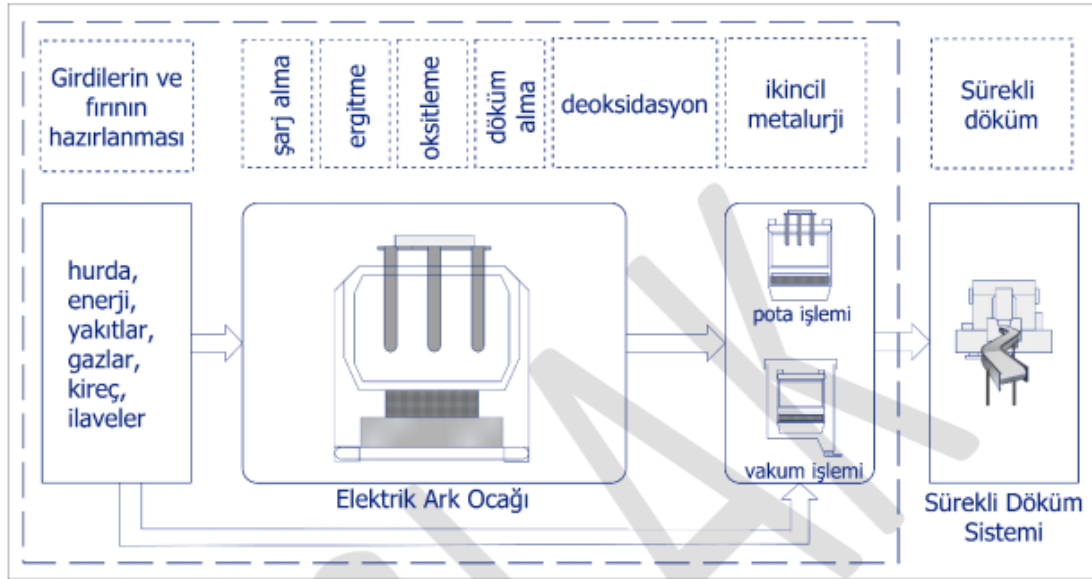 Girdilerin ve
fırının
hazırlanması
şarj alma
ergitme
oksitleme
döküm
alma
deoksidasyon
ikincil
metalurji
Sürekli
döküm
hurda,
enerji,
yakıtlar,
gazlar,
kireç,
ilaveler
pota işlemi
vakum işlemi
Elektrik Ark Ocağı
Sürekli Döküm
Sistemi